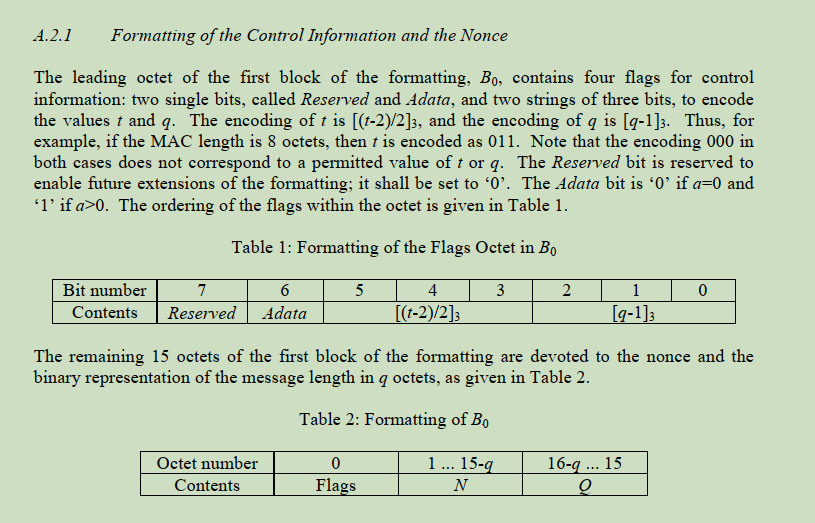 A.2.1 Formatting of the Control Information and the Nonce
The leading octet of the first block of the formatting, B0, contains four flags for control
information: two single bits, called Reserved and Adata, and two strings of three bits, to encode
the values t and q. The encoding of t is [(t-2)/2]3, and the encoding of q is [q-1]3. Thus, for
example, if the MAC length is 8 octets, then t is encoded as 011. Note that the encoding 000 in
both cases does not correspond to a permitted value of t or q. The Reserved bit is reserved to
enable future extensions of the formatting; it shall be set to ‘0’. The Adata bit is ‘0’ if a=0 and
‘1’ if a>0. The ordering of the flags within the octet is given in Table 1.
Table 1: Formatting of the Flags Octet in B0
Bit number 7 6 5 4 3 2 1 0
Contents Reserved Adata [(t-2)/2]3 [q-1]3
The remaining 15 octets of the first block of the formatting are devoted to the nonce and the
binary representation of the message length in q octets, as given in Table 2.
Table 2: Formatting of B0
Octet number 0 1 ... 15-q 16-q ... 15
Contents Flags N Q